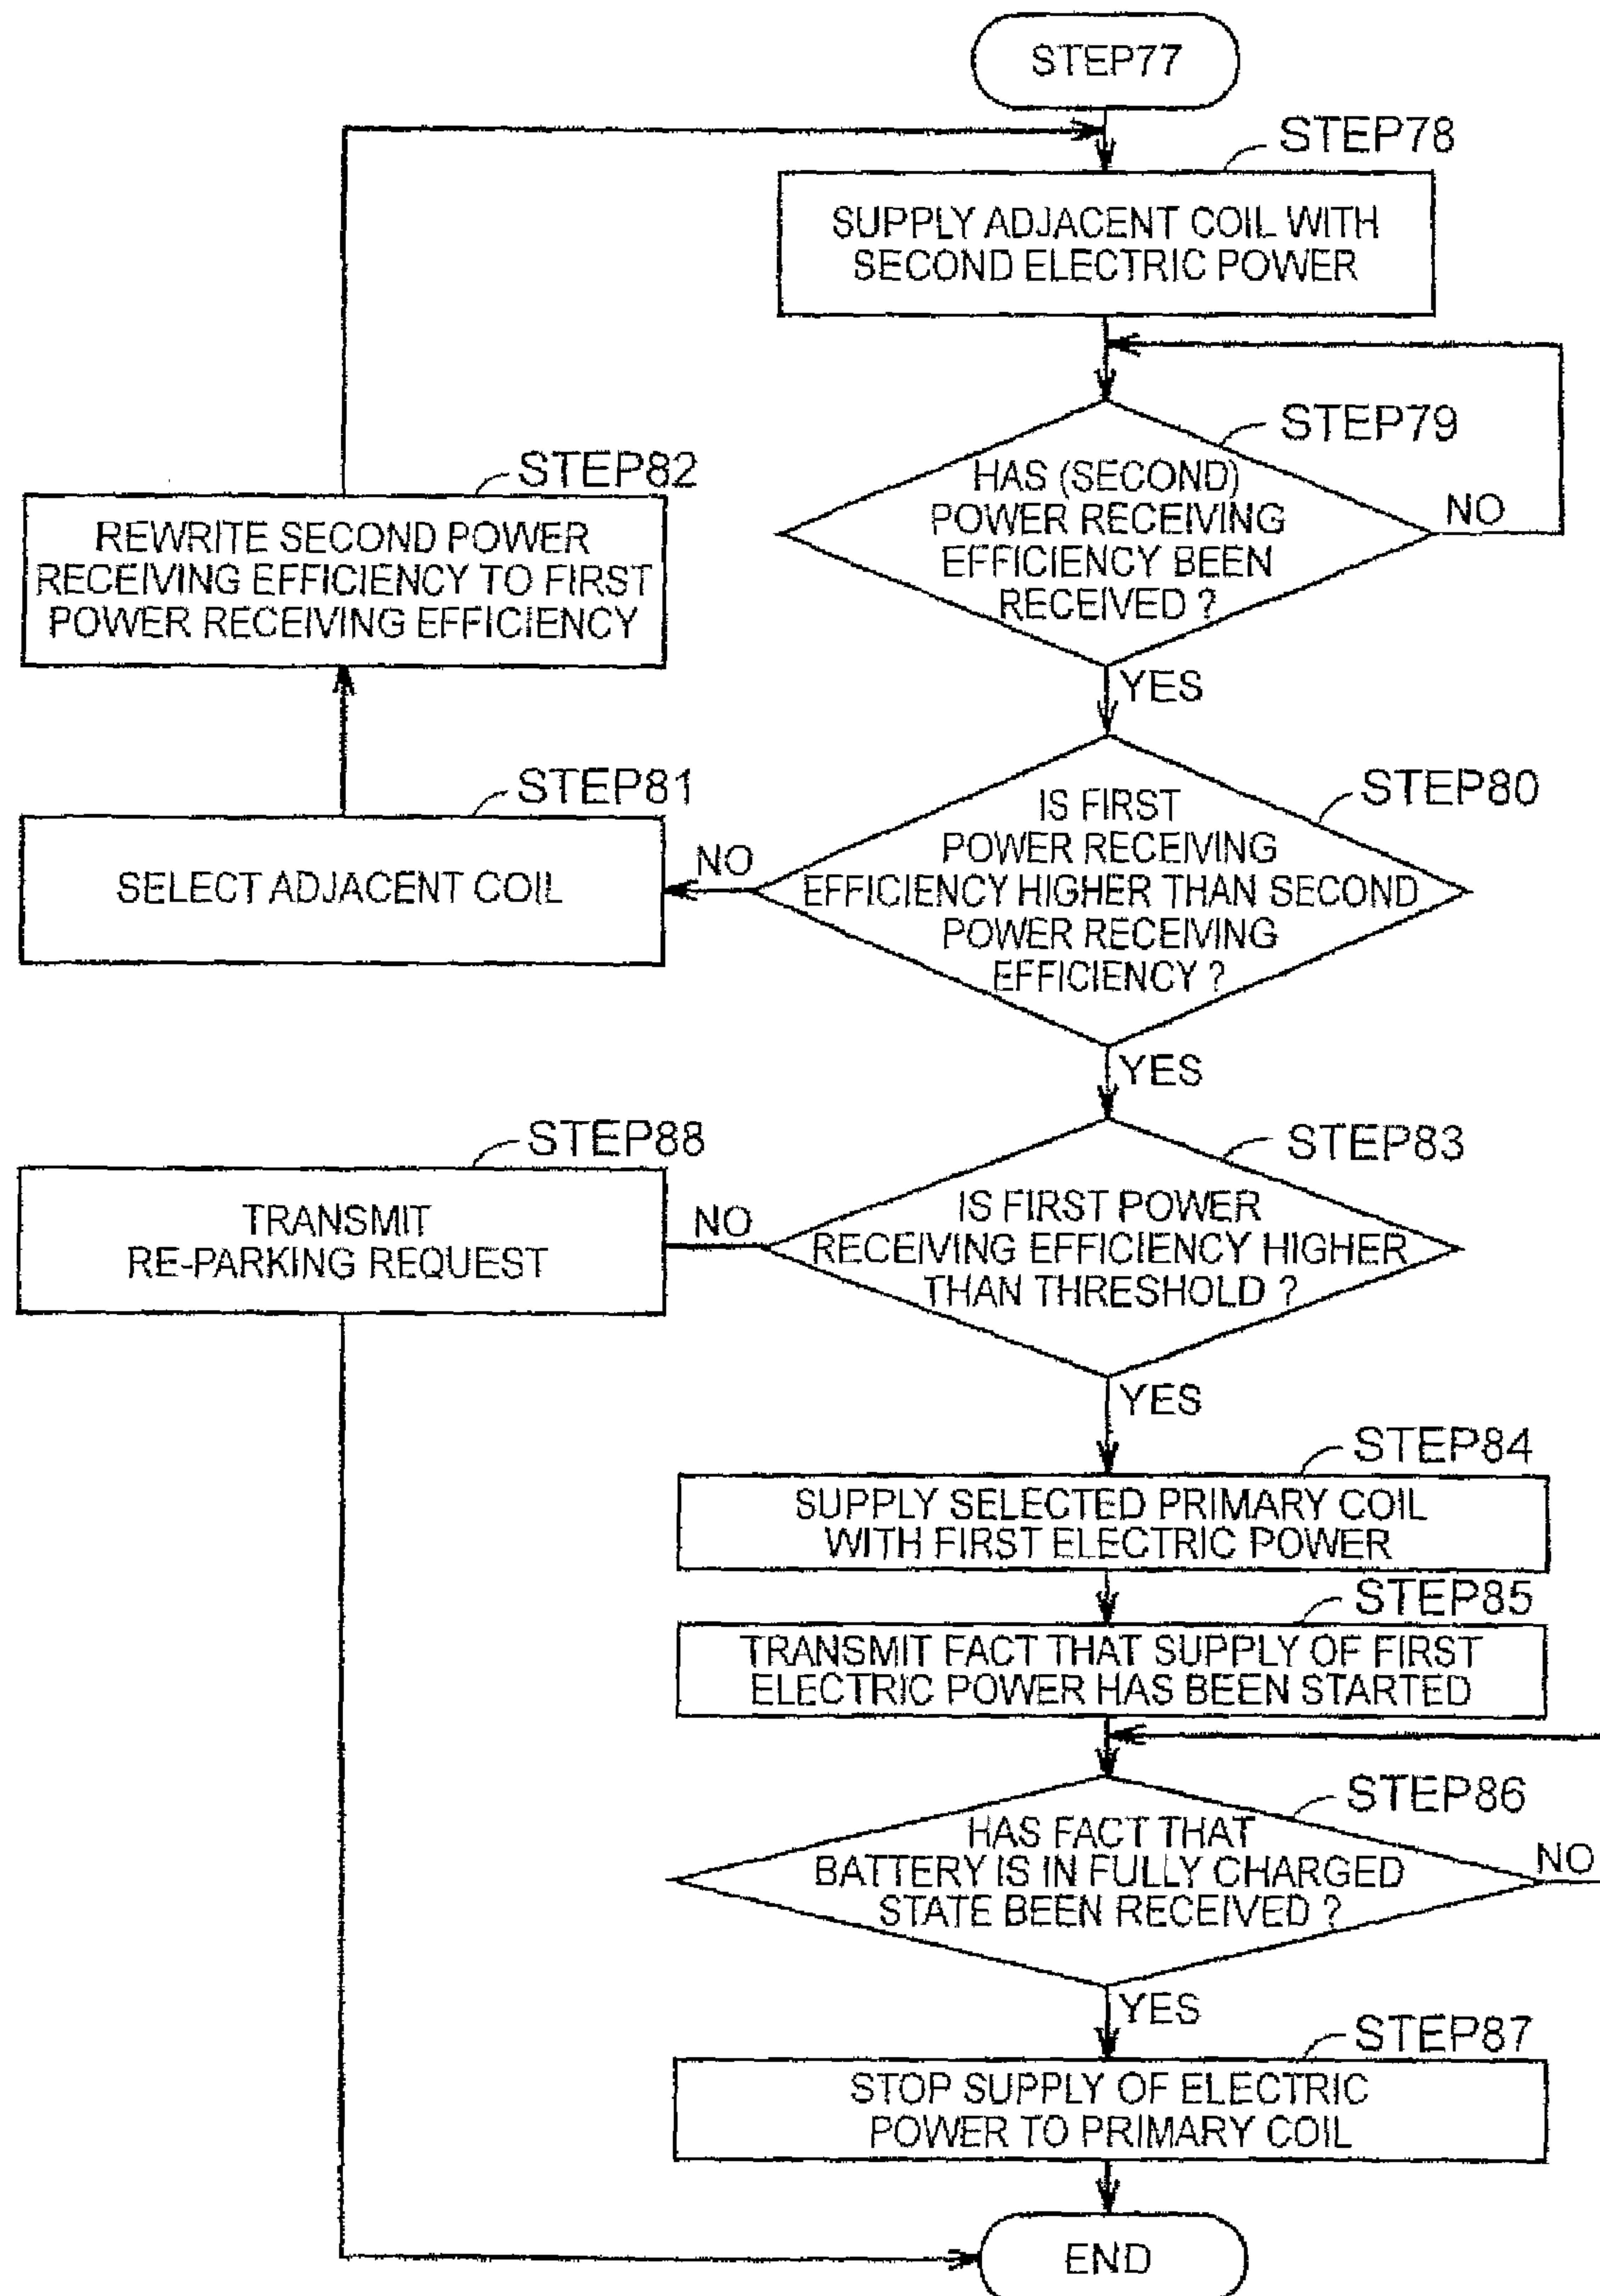 STEP77
STEP78
SUPPLY ADJACENT COIL WITH
SECOND ELECTRIC POWER
STEP79
HAS (SECOND)
POWER RECEIVING
EFFICIENCY BEEN
RECEIVED ?
NO
YES
STEP82
REWRITE SECOND POWER
RECEIVING EFFICIENCY TO FIRST
POWER RECEIVING EFFICIENCY
STEP81
SELECT ADJACENT COIL
NO
STEP80
IS FIRST
POWER RECEIVING
EFFICIENCY HIGHER THAN SECOND
POWER RECEIVING
EFFICIENCY ?
YES
STEP88
TRANSMIT
RE-PARKING REQUEST
NO
STEP83
IS FIRST POWER
RECEIVING EFFICIENCY HIGHER
THAN THRESHOLD ?
YES
STEP84
SUPPLY SELECTED PRIMARY COIL
WITH FIRST ELECTRIC POWER
STEP85
TRANSMIT FACT THAT SUPPLY OF FIRST
ELECTRIC POWER HAS BEEN STARTED
STEP86
HAS FACT THAT
BATTERY IS IN FULLY CHARGED
STATE BEEN RECEIVED ?
NO
YES
STEP87
STOP SUPPLY OF ELECTRIC
POWER TO PRIMARY COIL
END